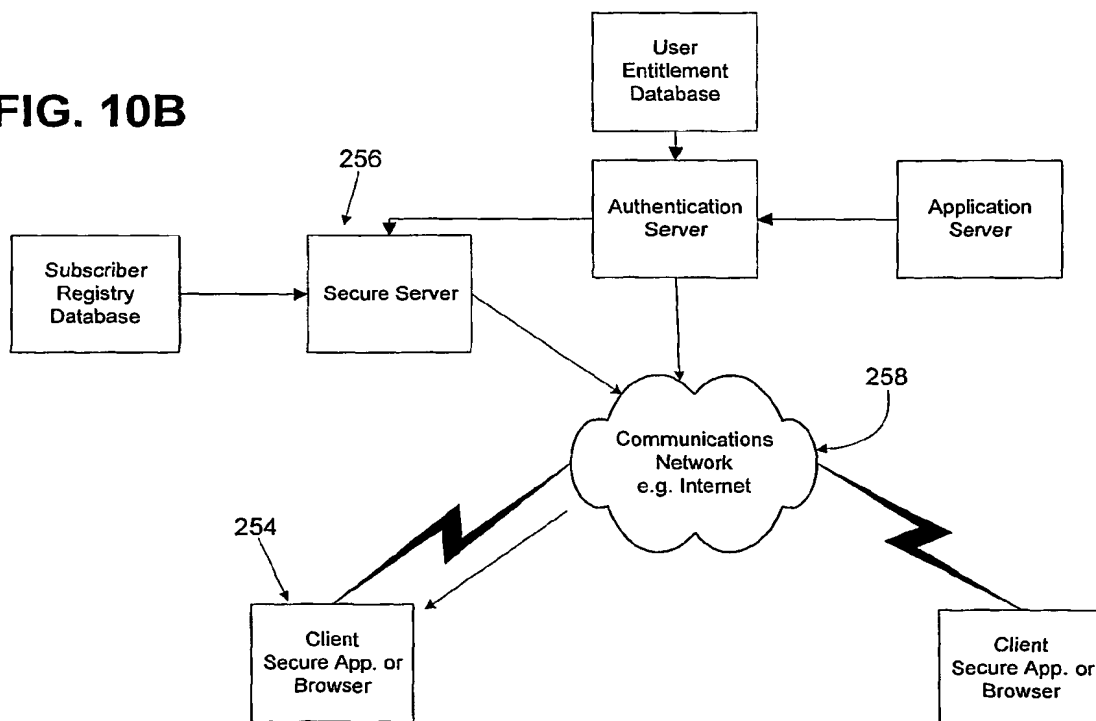 FIG. 10B
User
Entitlement
Database
256
Authentication
Server
Application
Server
Subscriber
Registry
Database
Secure Server
258
Communications
Network
e.g. Internet
254
Client
Secure App. or
Browser
Client
Secure App. or
Browser